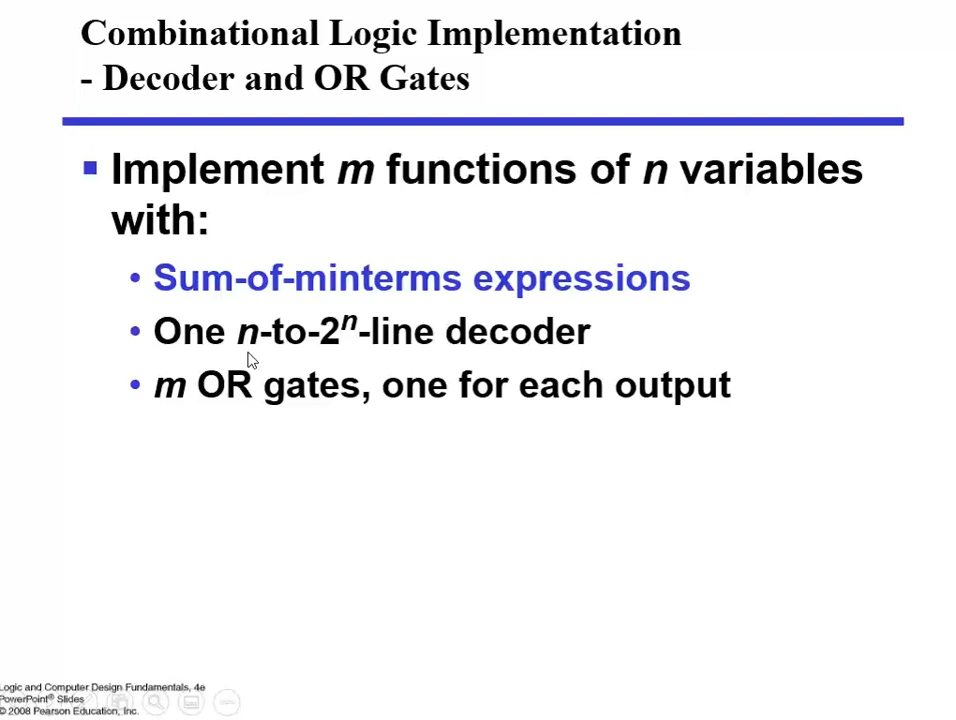 Combinational Logic Implementation
- Decoder and OR Gates
Implement m functions of n variables
with:
• Sum-of-minterms expressions
• One n-to-2ⁿ-line decoder
• m OR gates, one for each output
Logic and Computer Design Fundamentals, 4e
PowerPoint® Slides
© 2008 Pearson Education, Inc.